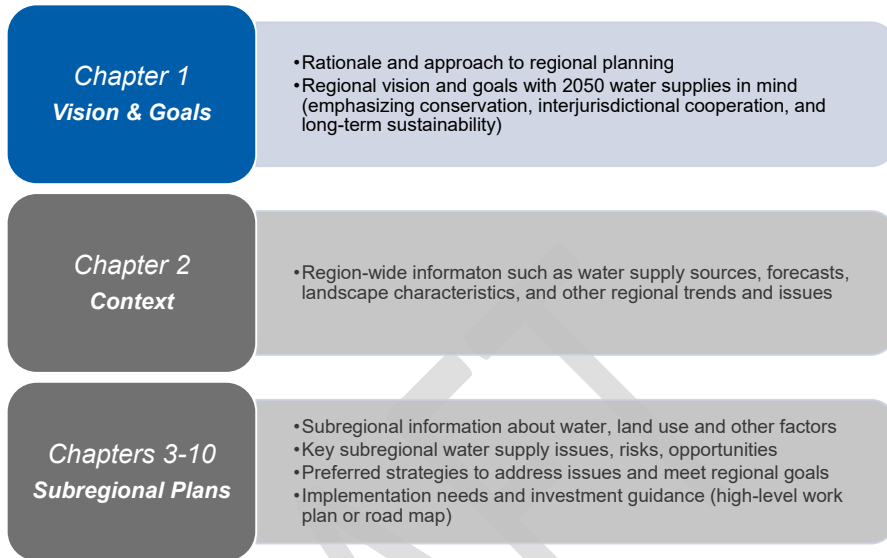 Chapter 1
Vision & Goals
•Rationale and approach to regional planning
•Regional vision and goals with 2050 water supplies in mind
(emphasizing conservation, interjurisdictional cooperation, and
long-term sustainability)
Chapter 2
Context
•Region-wide informaton such as water supply sources, forecasts,
landscape characteristics, and other regional trends and issues
Chapters 3-10
Subregional Plans
•Subregional information about water, land use and other factors
•Key subregional water supply issues, risks, opportunities
•Preferred strategies to address issues and meet regional goals
•Implementation needs and investment guidance (high-level work
plan or road map)